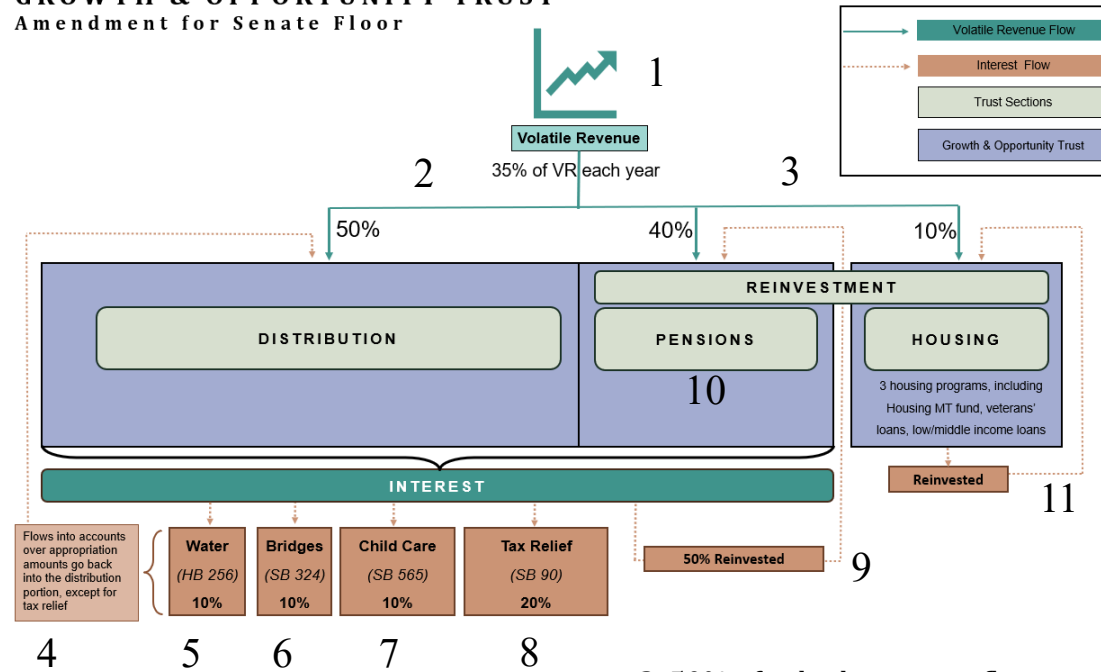 GROWTH & OPPORTUNITY TRUST
Amendment for Senate Floor
Volatile Revenue Flow
Interest Flow
Trust Sections
Growth & Opportunity Trust
1
Volatile Revenue
35% of VR each year
2
3
50%
40%
10%
REINVESTMENT
DISTRIBUTION
PENSIONS
HOUSING
10
3 housing programs, including
Housing MT fund, veterans'
loans, low/middle income loans
INTEREST
Reinvested
11
Flows into accounts
over appropriation
amounts go back
into the distribution
portion, except for
tax relief
Water
(HB 256)
10%
Bridges
(SB 324)
10%
Child Care
(SB 565)
10%
Tax Relief
(SB 90)
20%
50% Reinvested
9
4
5
6
7
8